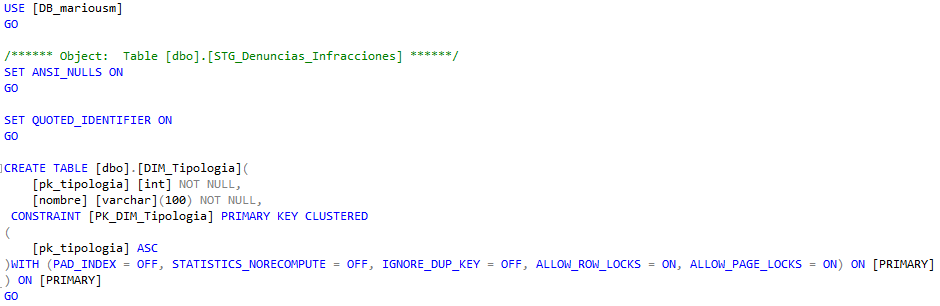 USE [DB_mariousm]
GO
/****** Object:  Table [dbo].[STG_Denuncias_Infracciones] ******/
SET ANSI_NULLS ON
GO
SET QUOTED_IDENTIFIER ON
GO
CREATE TABLE [dbo].[DIM_Tipologia](
    [pk_tipologia] [int] NOT NULL,
    [nombre] [varchar](100) NOT NULL,
 CONSTRAINT [PK_DIM_Tipologia] PRIMARY KEY CLUSTERED
(
    [pk_tipologia] ASC
)WITH (PAD_INDEX = OFF, STATISTICS_NORECOMPUTE = OFF, IGNORE_DUP_KEY = OFF, ALLOW_ROW_LOCKS = ON, ALLOW_PAGE_LOCKS = ON) ON [PRIMARY]
) ON [PRIMARY]
GO